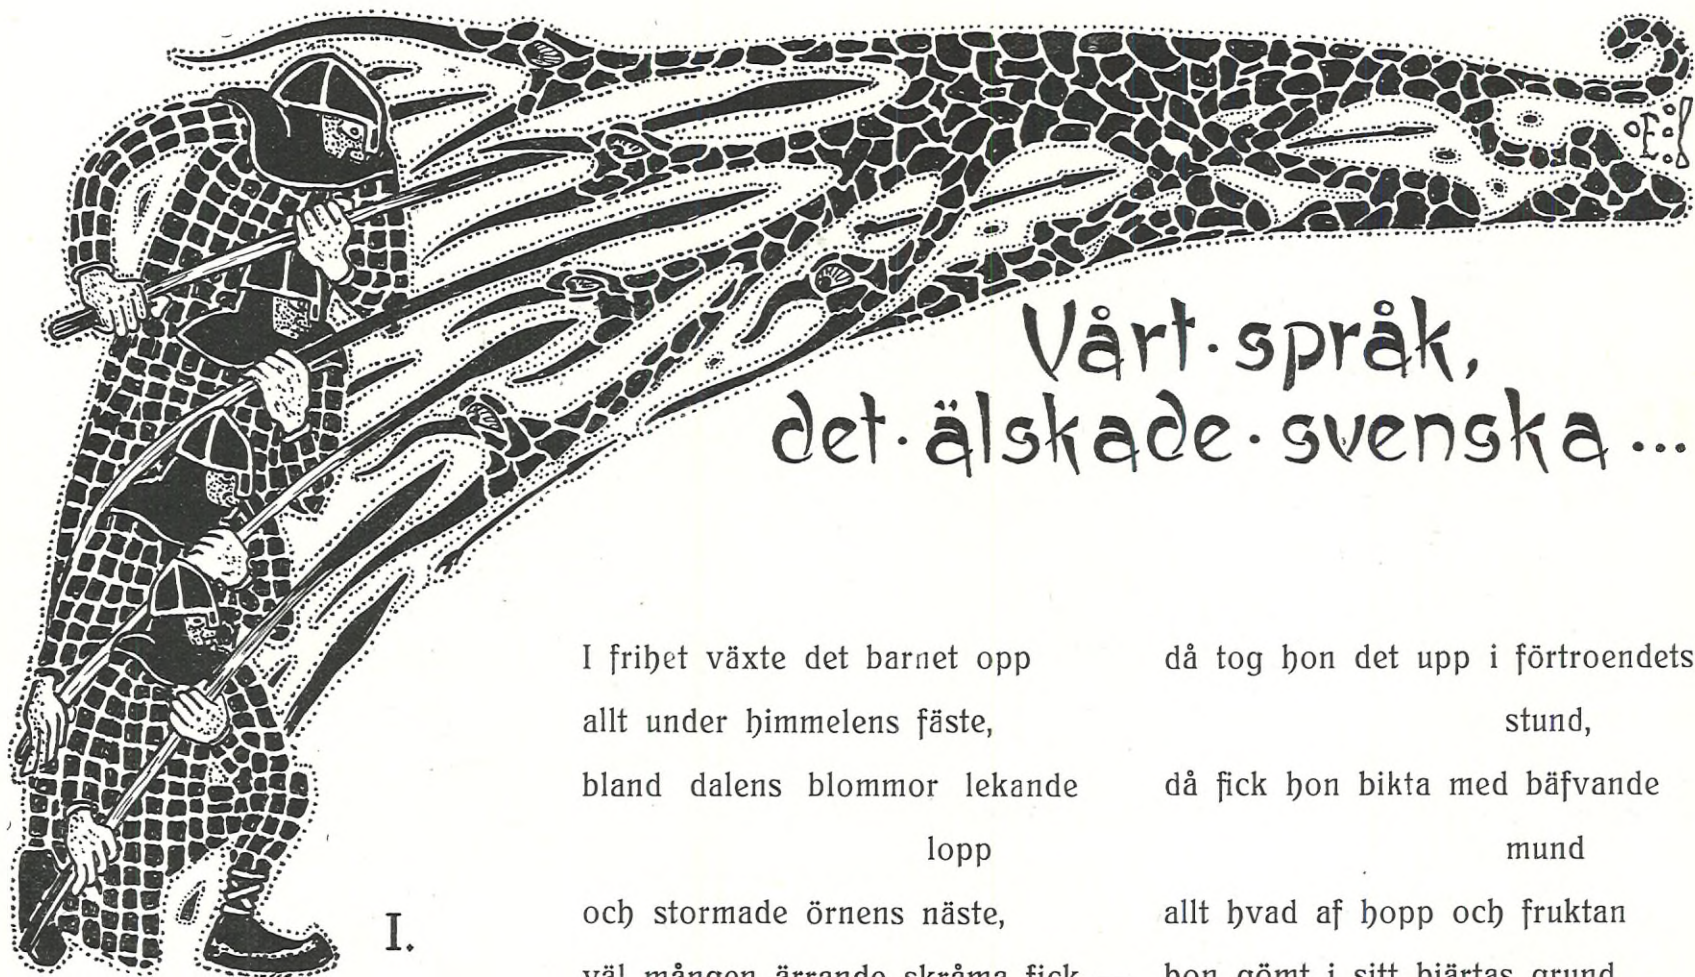 Vårt · språk,
det · älskade · svenska ...
I.
I frihet växte det barnet opp
allt under himmelens fäste,
bland dalens blommor lekande
lopp
och stormade örnens näste,
väl mången ärrande skråma fick
då tog hon det upp i förtroendets
stund,
då fick hon bikta med bäfvande
mund
allt hvad af hopp och fruktan
hon gömt i sitt hjärtas grund